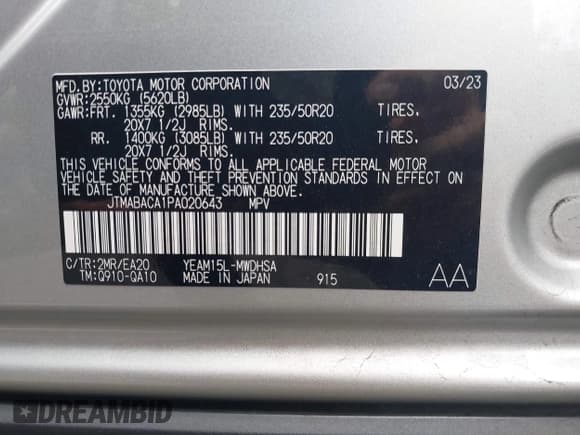 MFD.BY:TOYOTA MOTOR CORPORATION 03/23
GVWR:2550KG (5620LB)
GAWR:FRT. 1355KG (2985LB) WITH 235/50R20 TIRES,
20X7 1/2J RIMS.
RR. 1400KG (3085LB) WITH 235/50R20 TIRES,
20X7 1/2J RIMS.
THIS VEHICLE CONFORMS TO ALL APPLICABLE FEDERAL MOTOR
VEHICLE SAFETY AND THEFT PREVENTION STANDARDS IN EFFECT
ON THE DATE OF MANUFACTURE SHOWN ABOVE.
JTMABACA1PA020643 MPV
C/TR:2MR/EA20 YEAM15L-MWDHSA
TM:Q910-QA10 MADE IN JAPAN 915
AA
DREAMBID